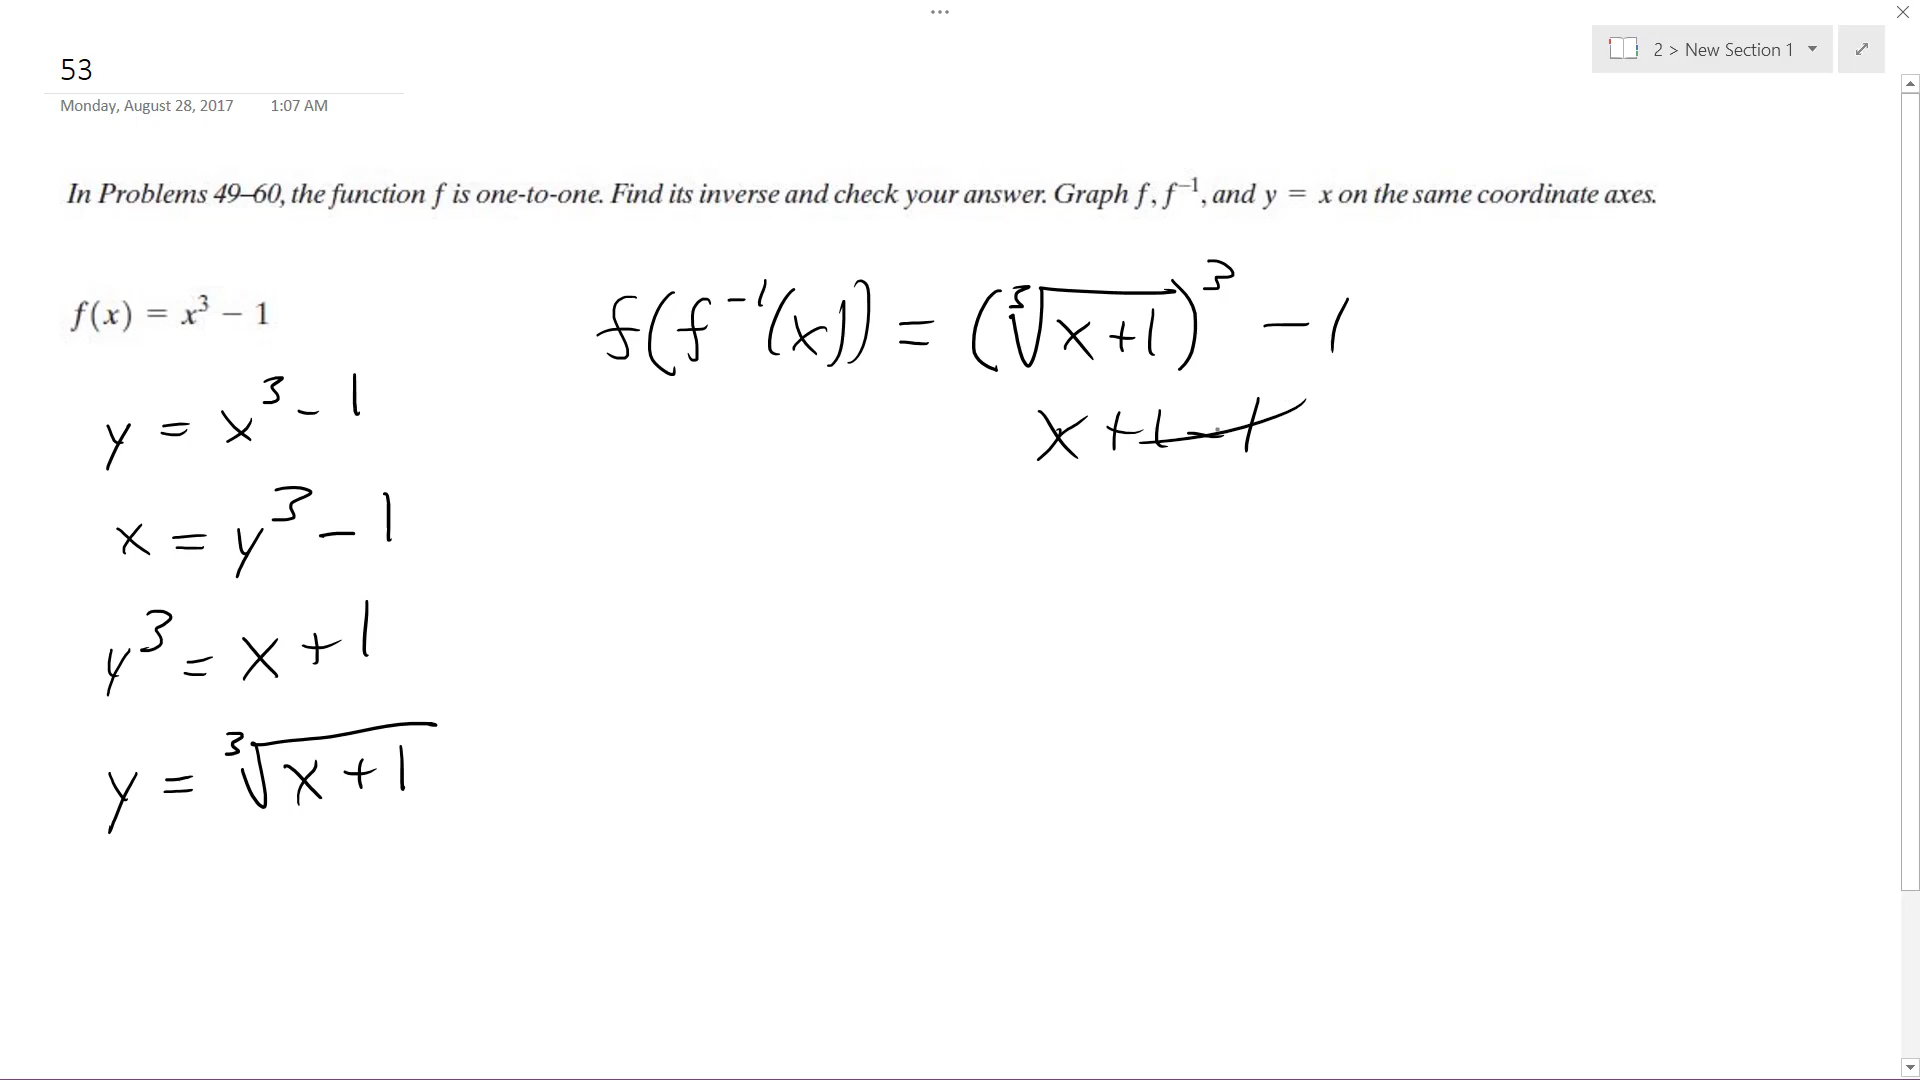 2 > New Section 1
53
Monday, August 28, 2017 1:07 AM
In Problems 49–60, the function f is one-to-one. Find its inverse and check your answer. Graph f, f⁻¹, and y = x on the same coordinate axes.
f(x) = x³ − 1
y = x³ - 1
x = y³ - 1
y³ = x + 1
y = ∛(x + 1)
f(f⁻¹(x)) = (∛(x+1))³ - 1
x + 1 - 1